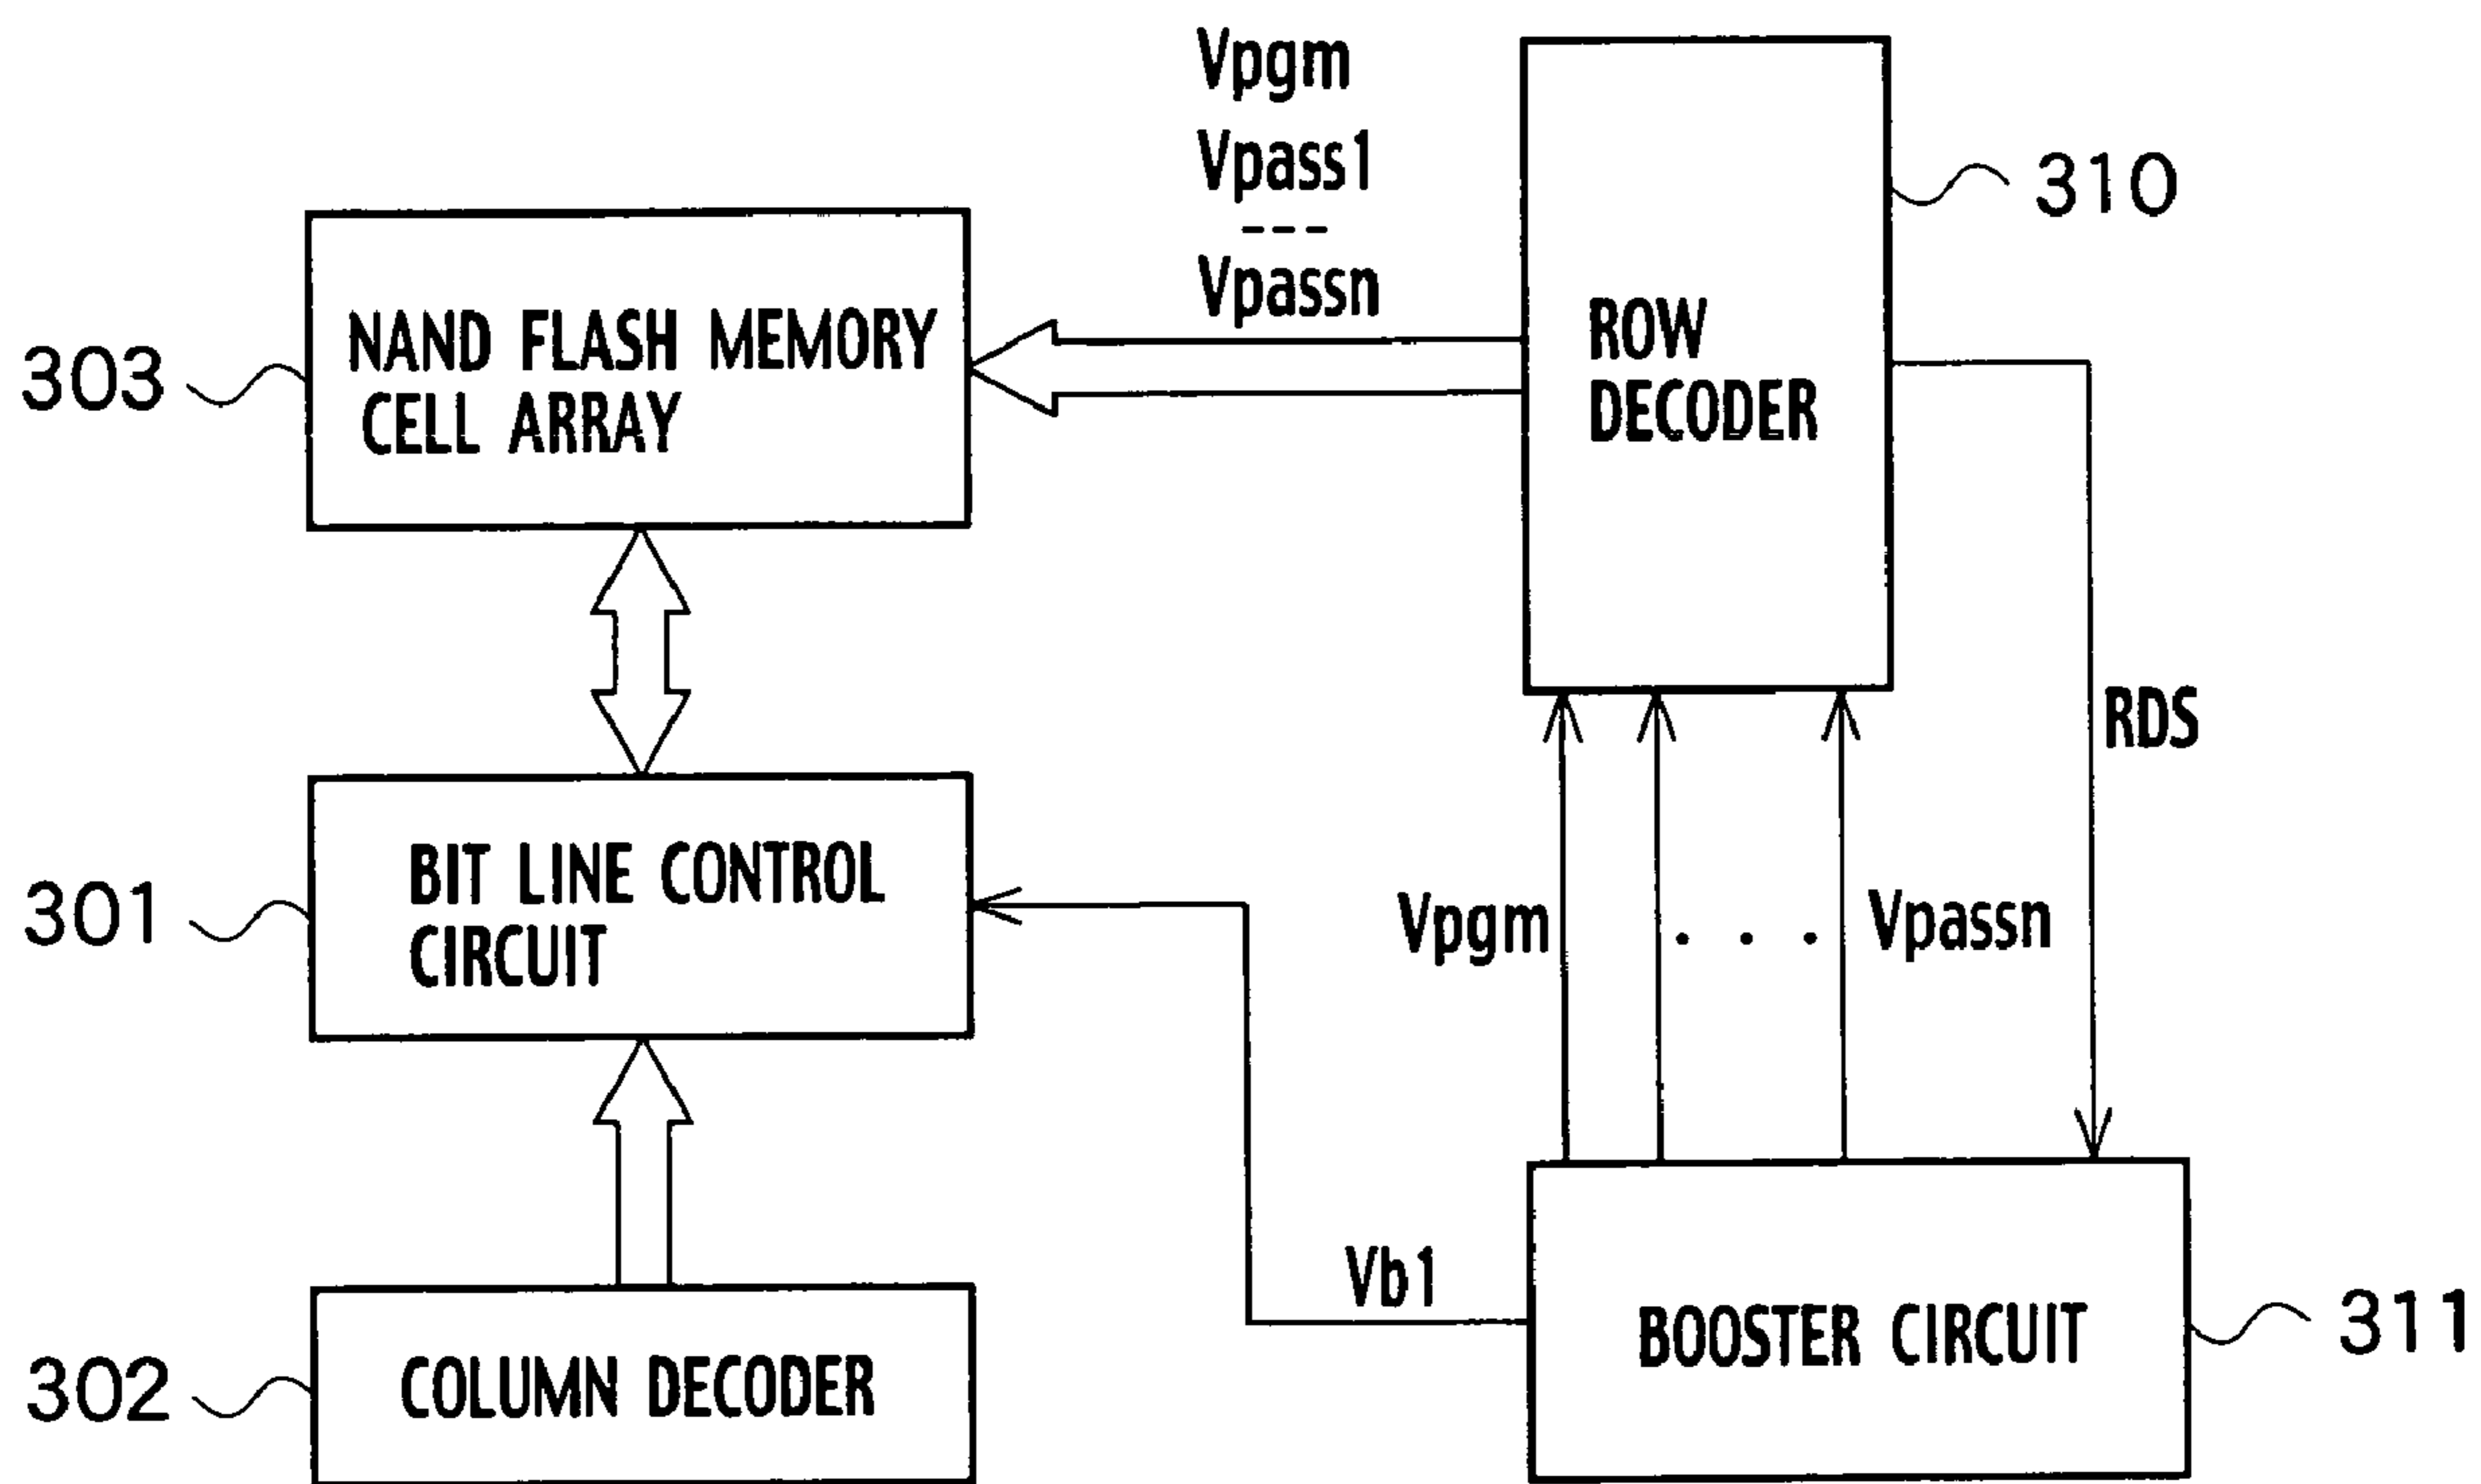 Vpgm
Vpass1
---
Vpassn
310
NAND FLASH MEMORY
CELL ARRAY
303
ROW
DECODER
RDS
BIT LINE CONTROL
CIRCUIT
301
Vpgm
. . .
Vpassn
Vb1
302
COLUMN DECODER
BOOSTER CIRCUIT
311